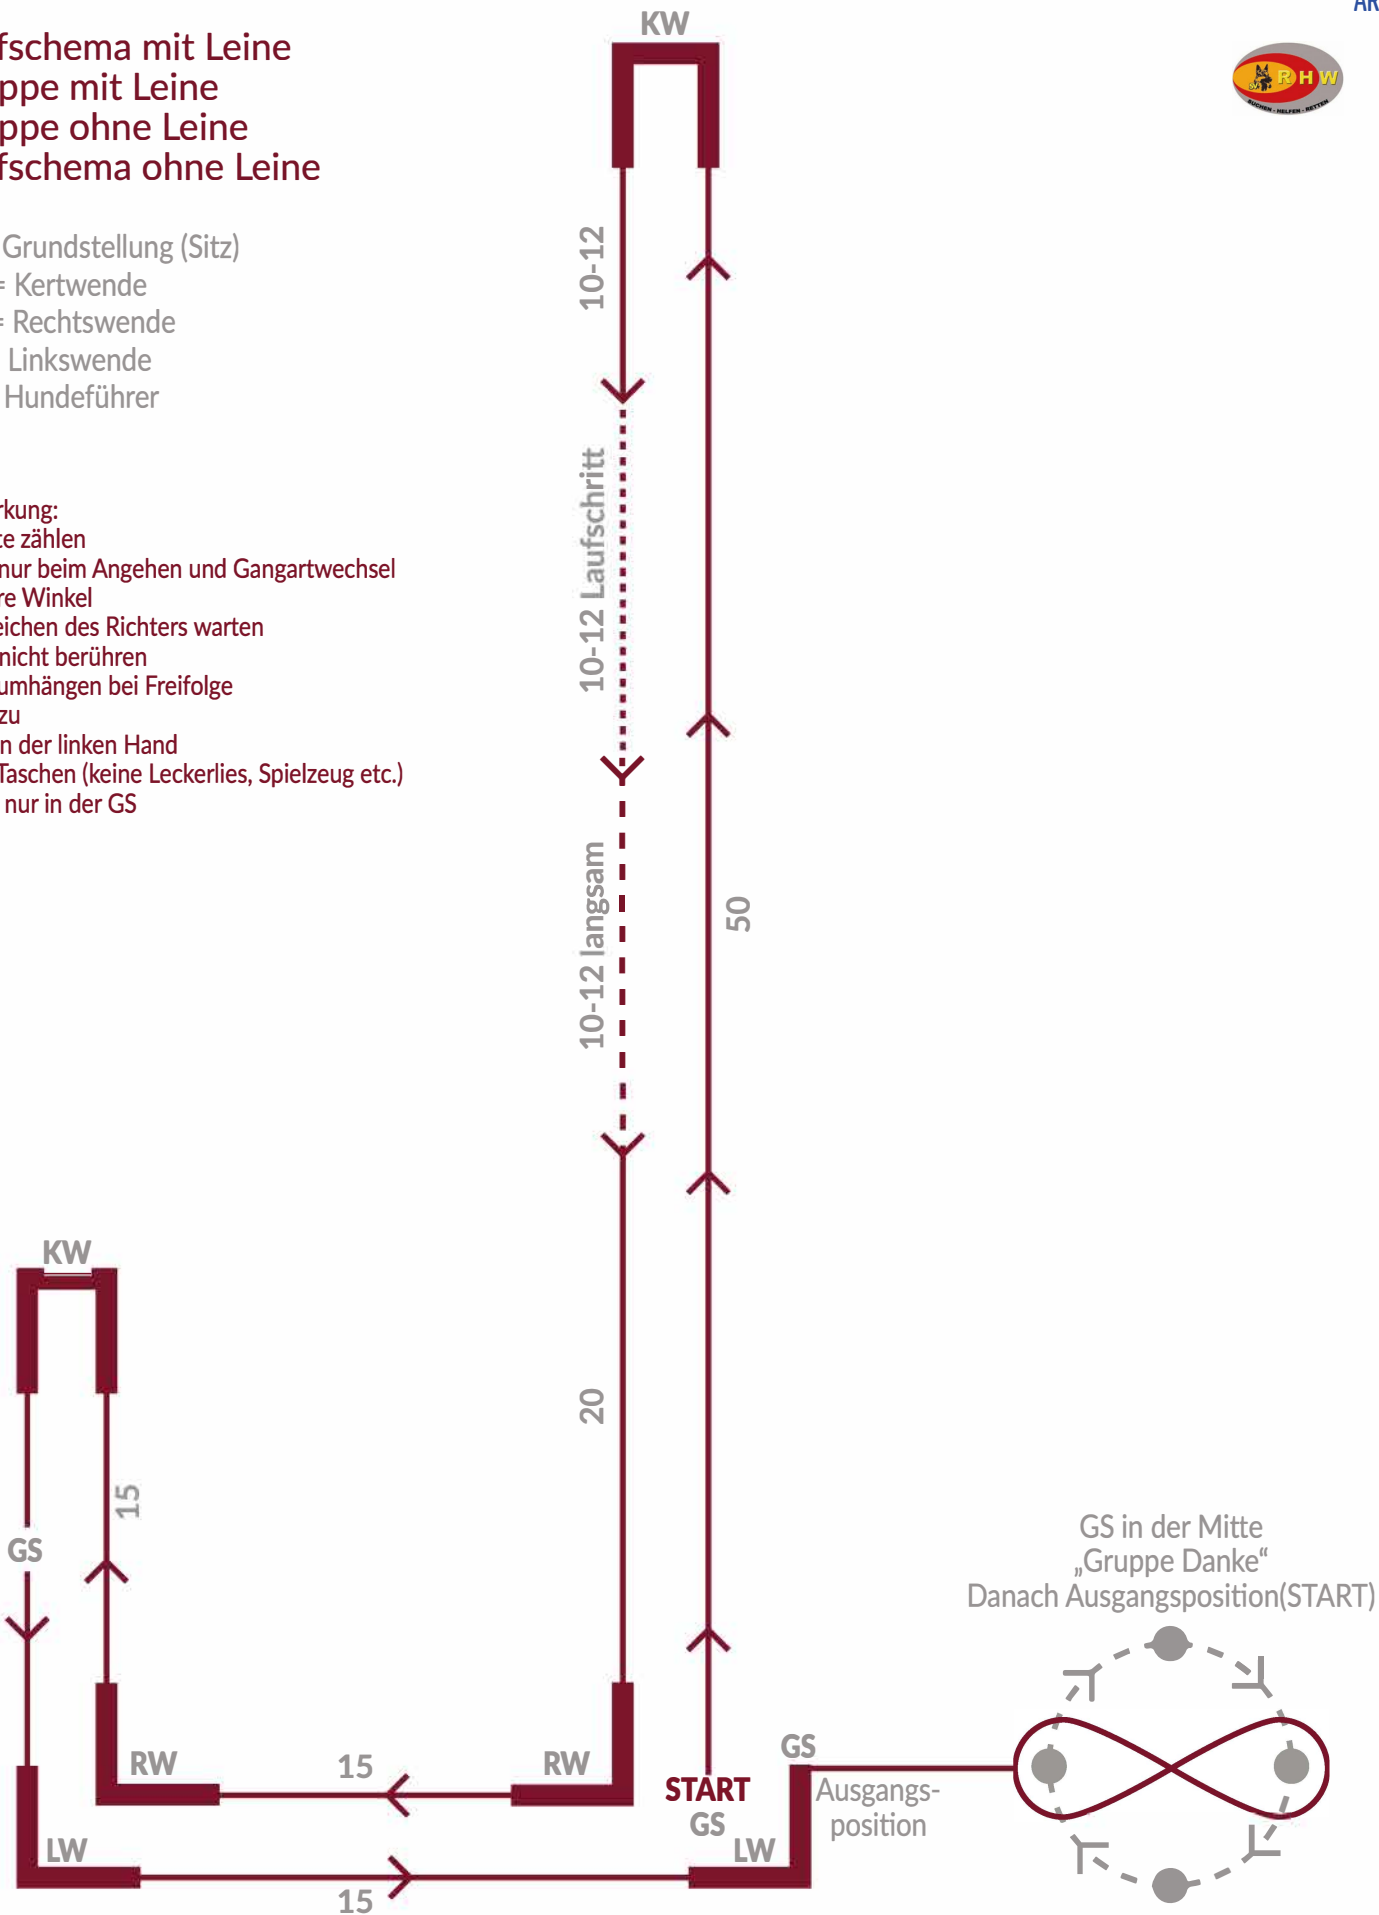 AR
fschema mit Leine
ppe mit Leine
ppe ohne Leine
fschema ohne Leine
RHW
SUCHEN - HELFEN - RETTEN
Grundstellung (Sitz)
= Kertwende
= Rechtswende
Linkswende
Hundeführer
rkung:
te zählen
nur beim Angehen und Gangartwechsel
re Winkel
eichen des Richters warten
nicht berühren
umhängen bei Freifolge
zu
n der linken Hand
Taschen (keine Leckerlies, Spielzeug etc.)
nur in der GS
KW
10-12
10-12 Laufschritt
10-12 langsam
50
20
KW
15
GS
RW
15
RW
START
GS
LW
15
LW
GS
Ausgangs-
position
GS in der Mitte
„Gruppe Danke“
Danach Ausgangsposition(START)